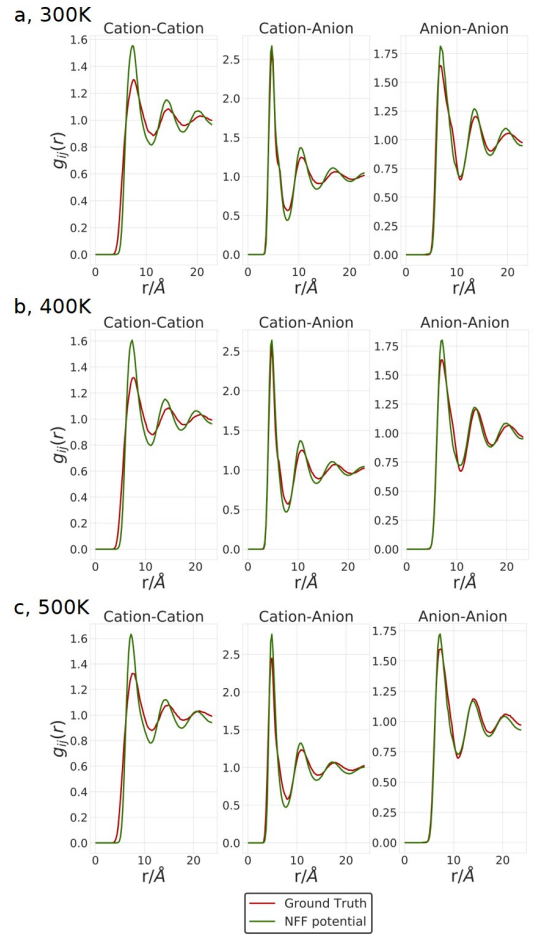 a, 300K
Cation-Cation Cation-Anion Anion-Anion
g_ij(r)
1.6
1.4
1.2
1.0
0.8
0.6
0.4
0.2
0.0
0 10 20
r/Å
2.5
2.0
1.5
1.0
0.5
0.0
0 10 20
r/Å
1.75
1.50
1.25
1.00
0.75
0.50
0.25
0.00
0 10 20
r/Å
b, 400K
Cation-Cation Cation-Anion Anion-Anion
g_ij(r)
1.6
1.4
1.2
1.0
0.8
0.6
0.4
0.2
0.0
0 10 20
r/Å
2.5
2.0
1.5
1.0
0.5
0.0
0 10 20
r/Å
1.75
1.50
1.25
1.00
0.75
0.50
0.25
0.00
0 10 20
r/Å
c, 500K
Cation-Cation Cation-Anion Anion-Anion
g_ij(r)
1.6
1.4
1.2
1.0
0.8
0.6
0.4
0.2
0.0
0 10 20
r/Å
2.5
2.0
1.5
1.0
0.5
0.0
0 10 20
r/Å
1.75
1.50
1.25
1.00
0.75
0.50
0.25
0.00
0 10 20
r/Å
Ground Truth
NFF potential